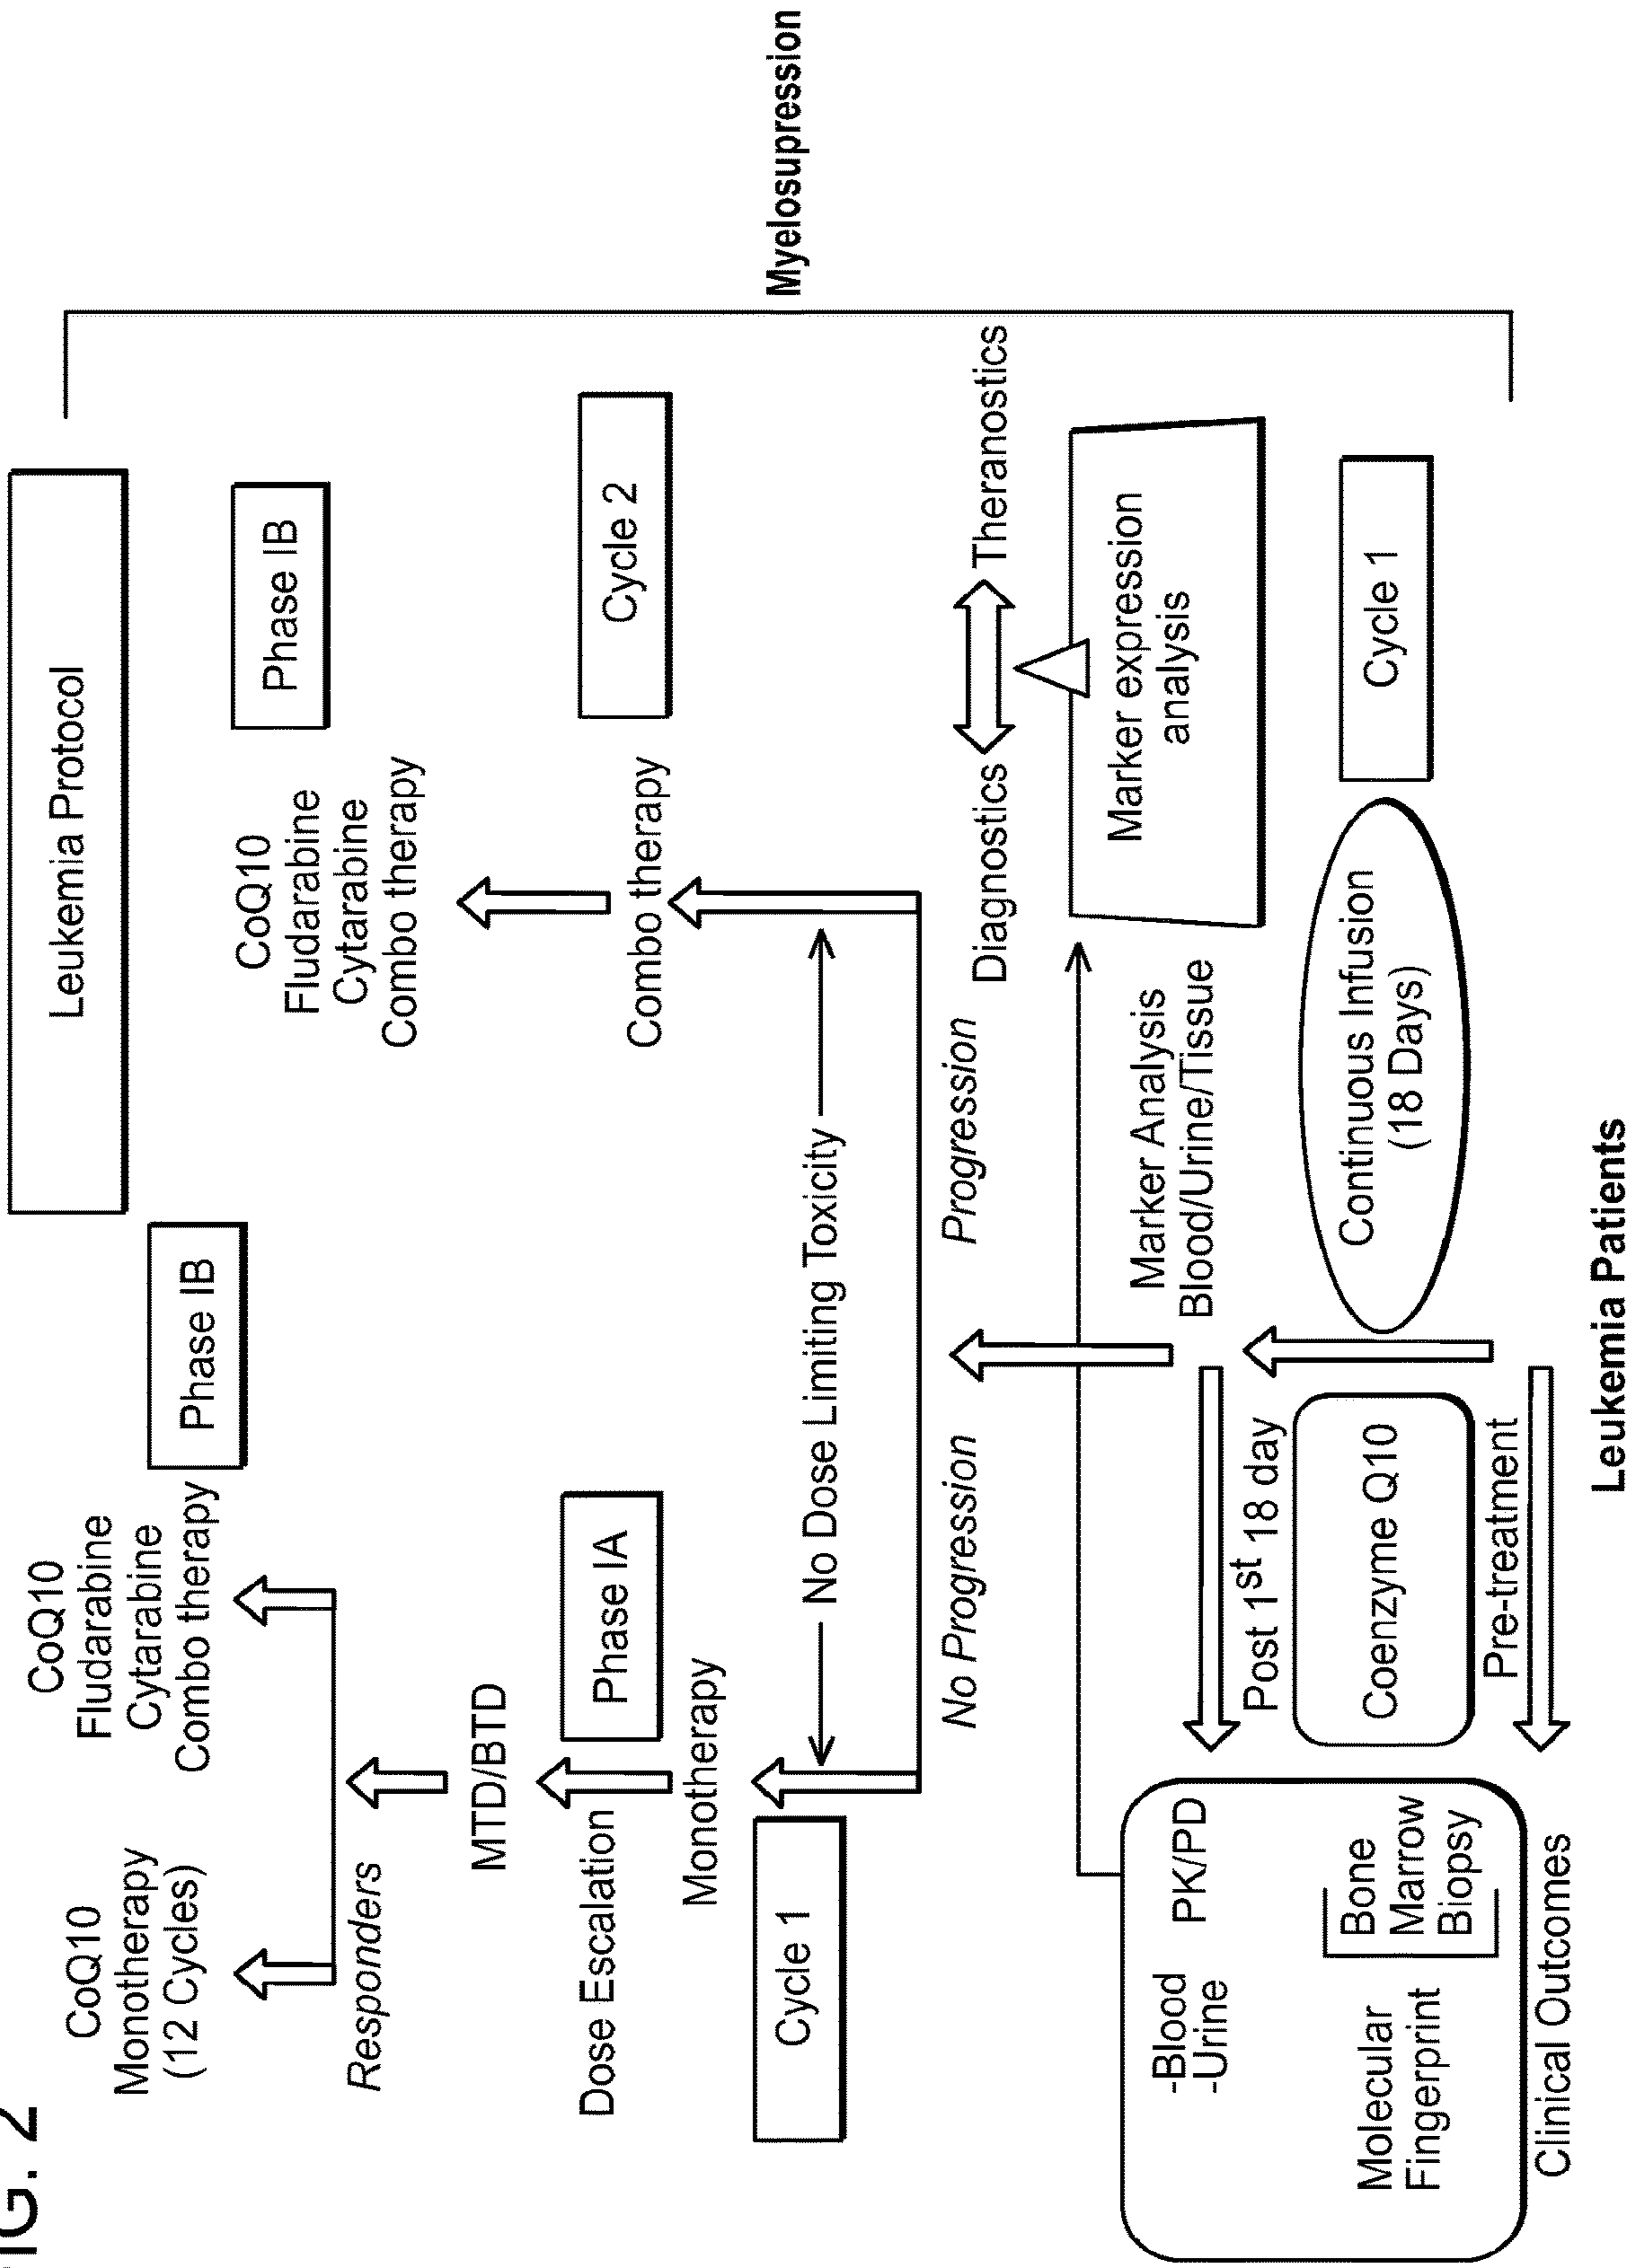 FIG. 2
Leukemia Protocol
CoQ10
Monotherapy
(12 Cycles)
CoQ10
Fludarabine
Cytarabine
Combo therapy
Phase IB
CoQ10
Fludarabine
Cytarabine
Combo therapy
Phase IB
Responders
MTD/BTD
Dose Escalation
Phase IA
Monotherapy
Combo therapy
Cycle 2
Cycle 1
No Dose Limiting Toxicity
No Progression
Progression
Diagnostics
Theranostics
Myelosupression
-Blood
-Urine
PK/PD
Molecular
Fingerprint
Bone
Marrow
Biopsy
Clinical Outcomes
Post 1st 18 day
Coenzyme Q10
Pre-treatment
Marker Analysis
Blood/Urine/Tissue
Marker expression
analysis
Continuous Infusion
(18 Days)
Cycle 1
Leukemia Patients